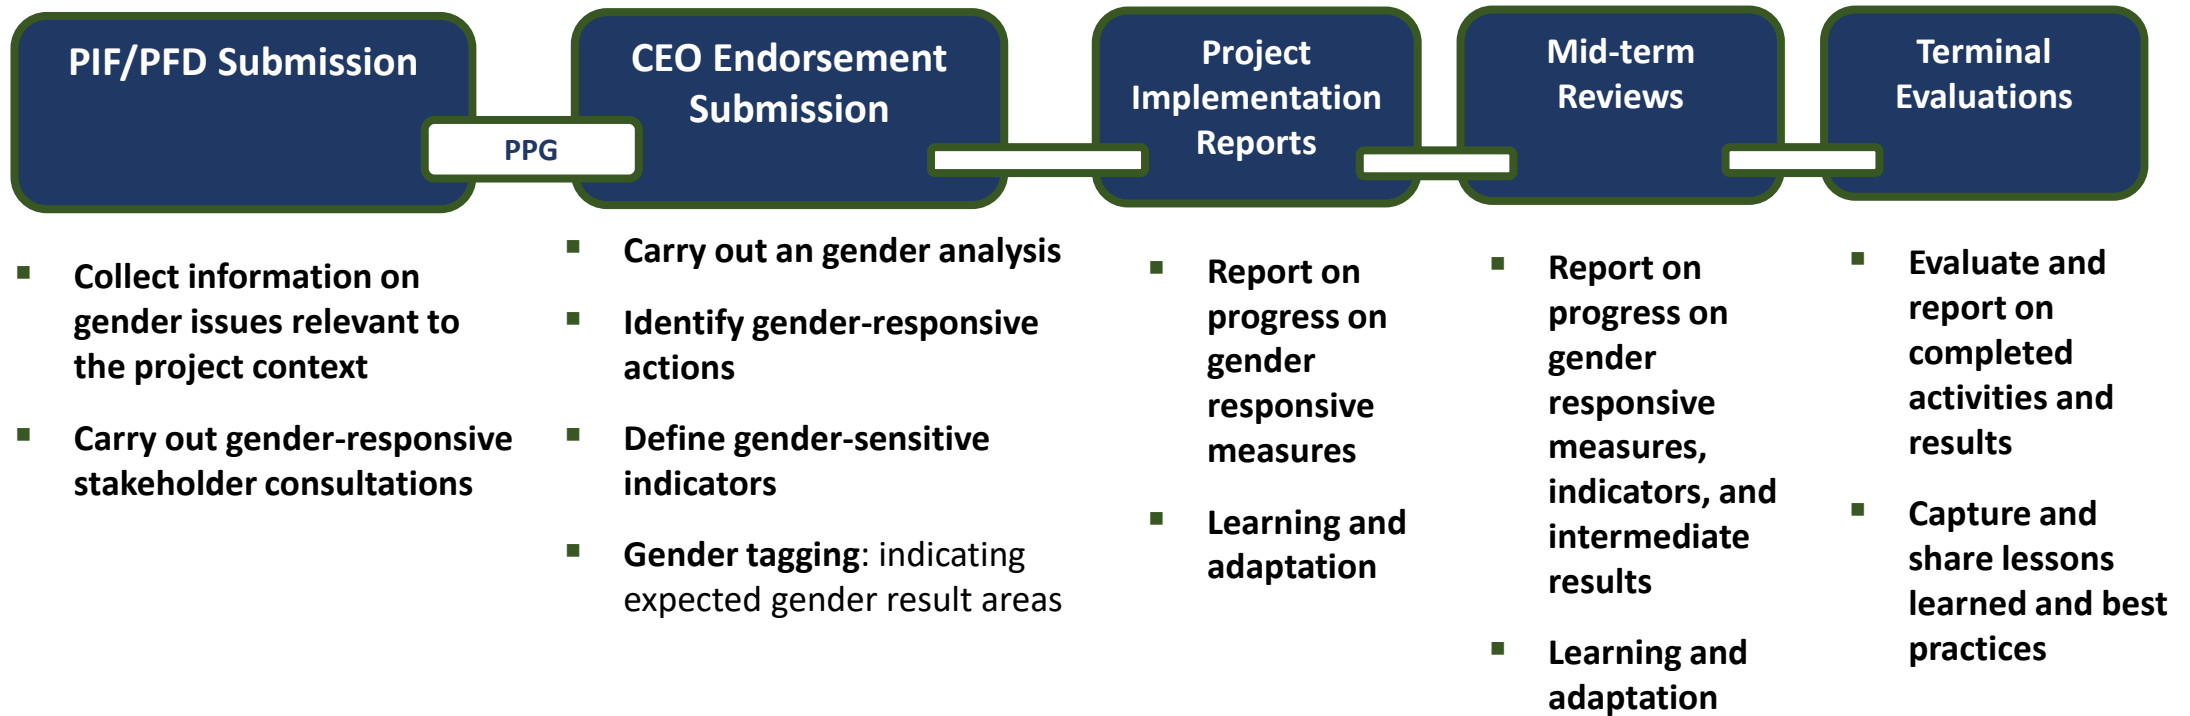 PIF/PFD Submission
PPG
CEO Endorsement
Submission
Project
Implementation
Reports
Mid-term
Reviews
Terminal
Evaluations
▪ Collect information on
gender issues relevant to
the project context
▪ Carry out gender-responsive
stakeholder consultations
▪ Carry out an gender analysis
▪ Identify gender-responsive
actions
▪ Define gender-sensitive
indicators
▪ Gender tagging: indicating
expected gender result areas
▪ Report on
progress on
gender
responsive
measures
▪ Learning and
adaptation
▪ Report on
progress on
gender
responsive
measures,
indicators, and
intermediate
results
▪ Learning and
adaptation
▪ Evaluate and
report on
completed
activities and
results
▪ Capture and
share lessons
learned and best
practices